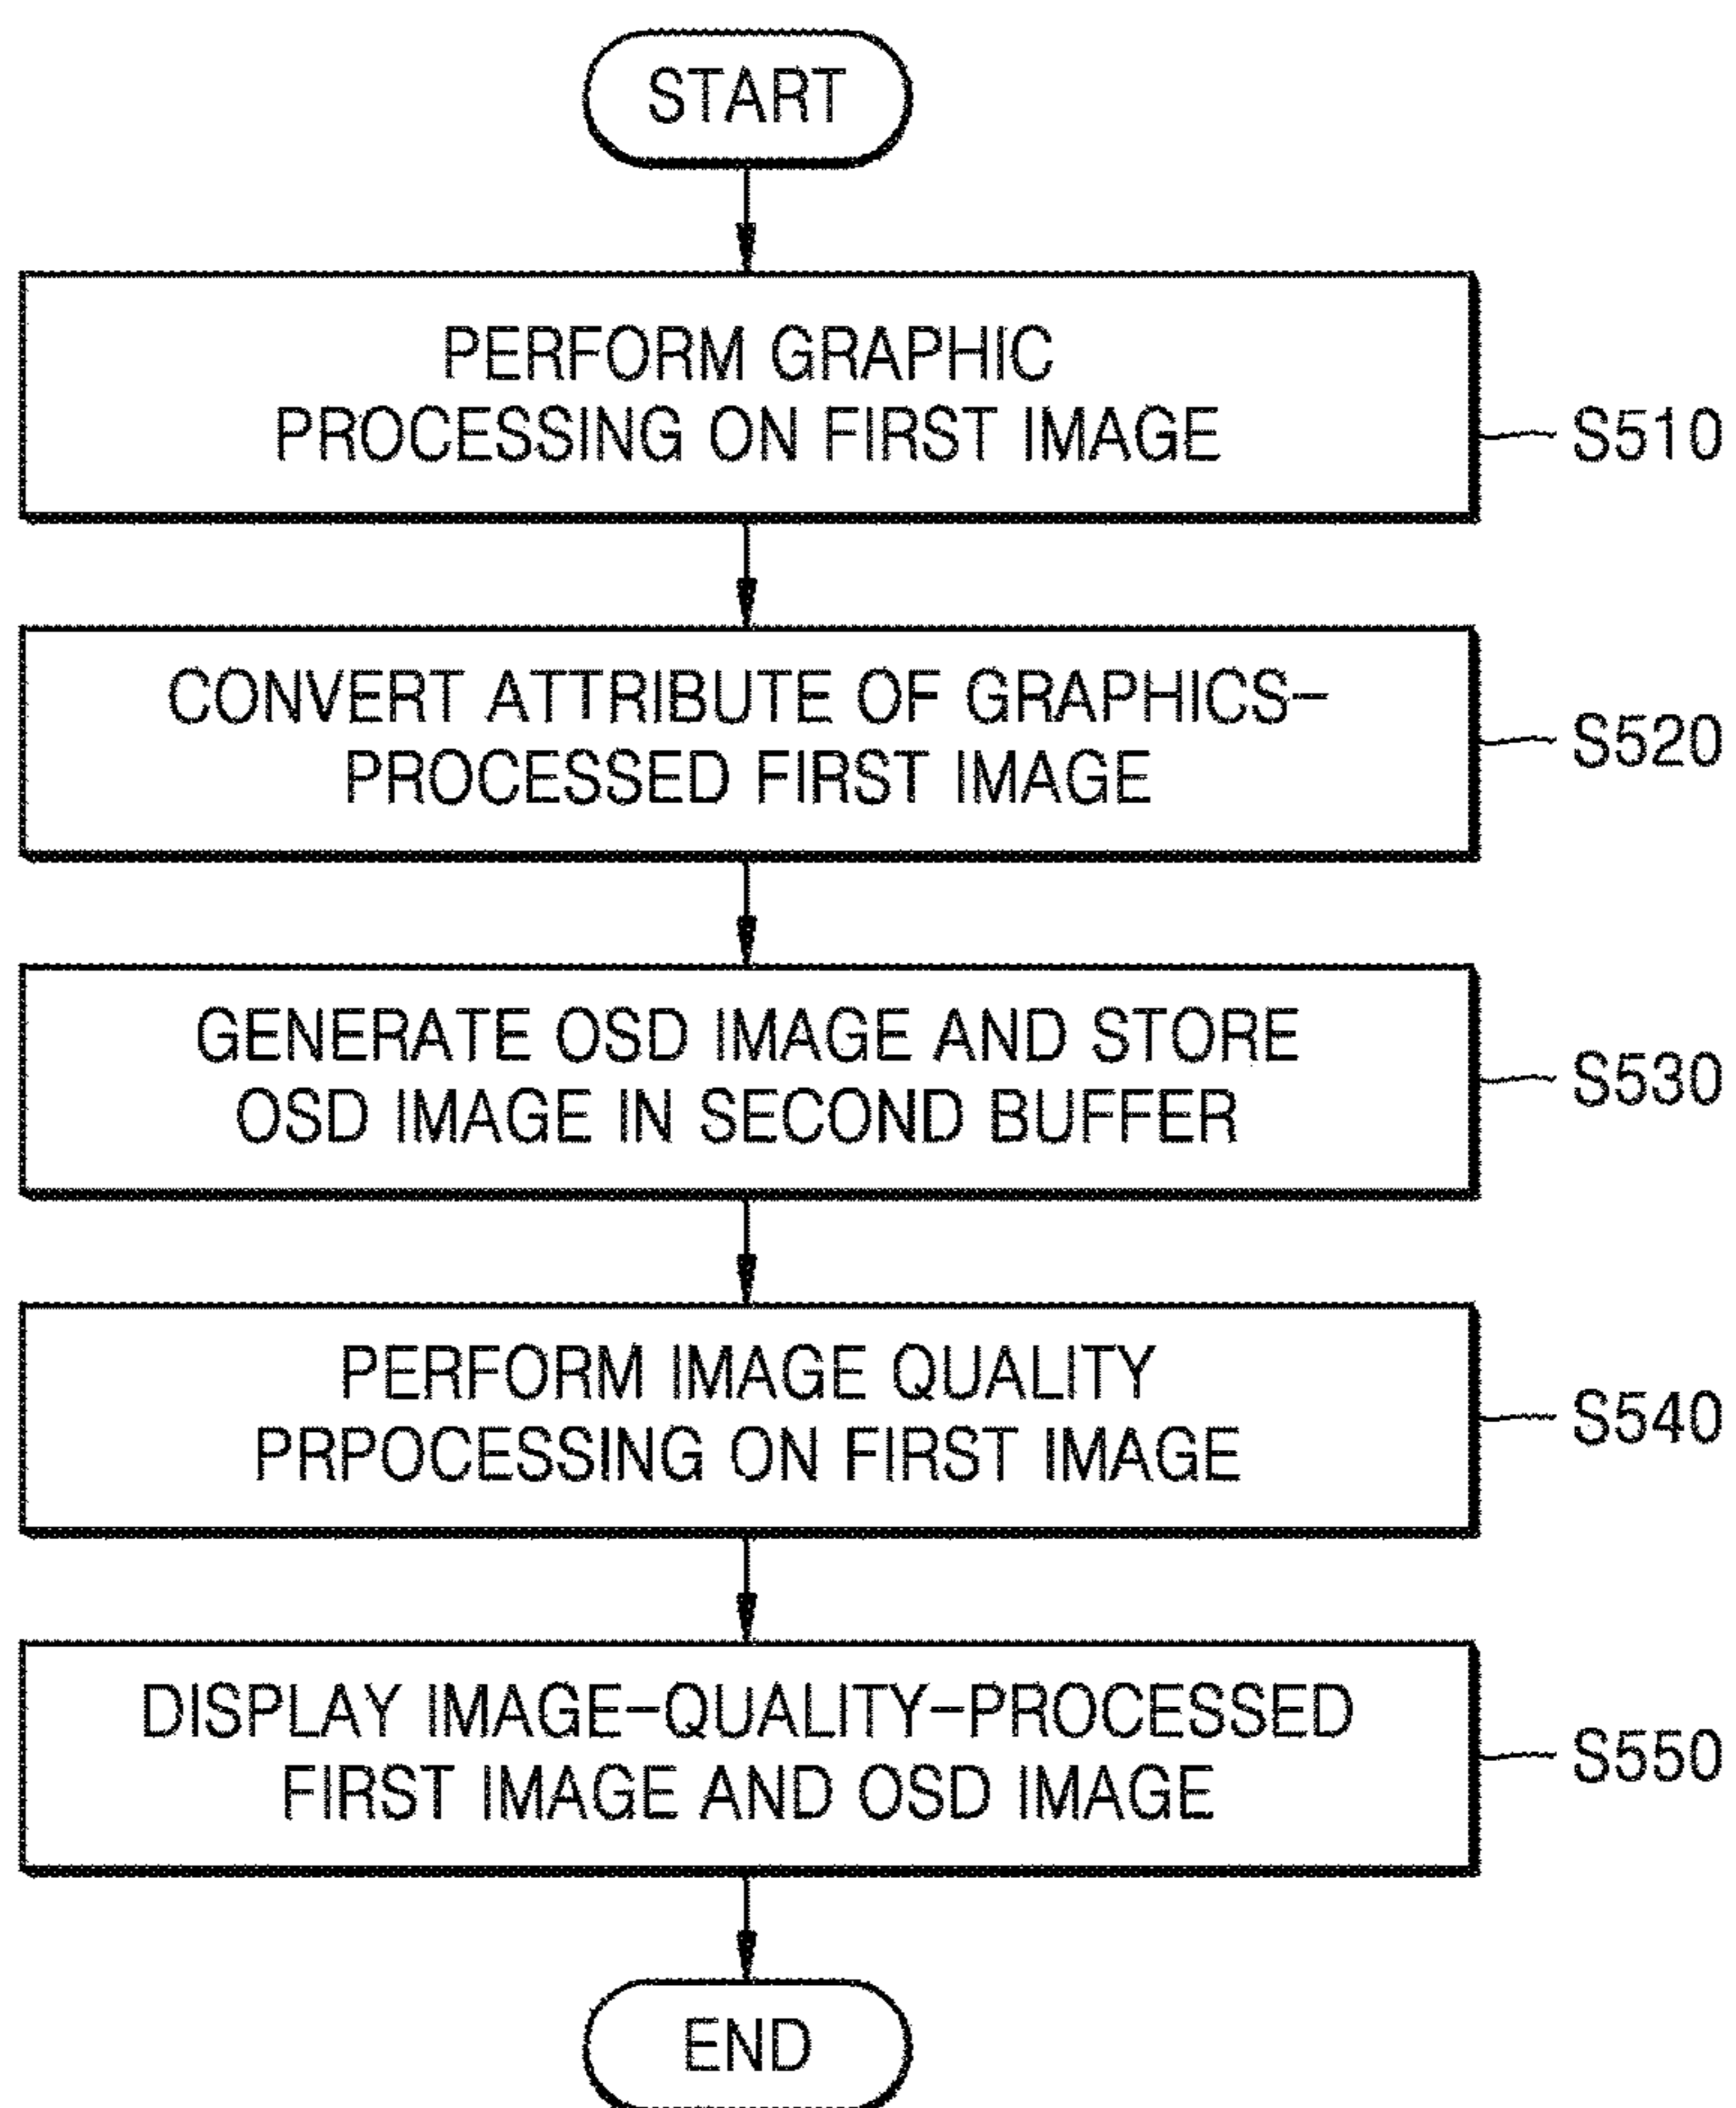 START
PERFORM GRAPHIC
PROCESSING ON FIRST IMAGE
S510
CONVERT ATTRIBUTE OF GRAPHICS-
PROCESSED FIRST IMAGE
S520
GENERATE OSD IMAGE AND STORE
OSD IMAGE IN SECOND BUFFER
S530
PERFORM IMAGE QUALITY
PRPOCESSING ON FIRST IMAGE
S540
DISPLAY IMAGE-QUALITY-PROCESSED
FIRST IMAGE AND OSD IMAGE
S550
END